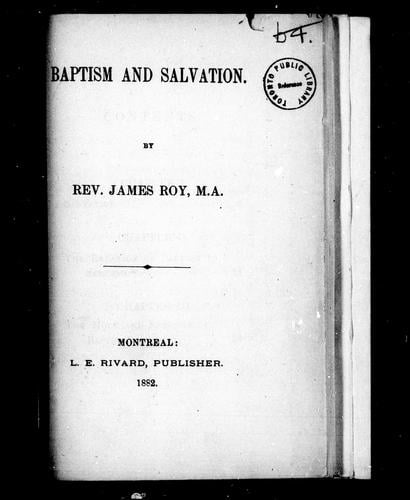 64.
BAPTISM AND SALVATION.
TORONTO PUBLIC LIBRARY
Reference
BY
REV. JAMES ROY, M.A.
MONTREAL:
L. E. RIVARD, PUBLISHER.
1882.